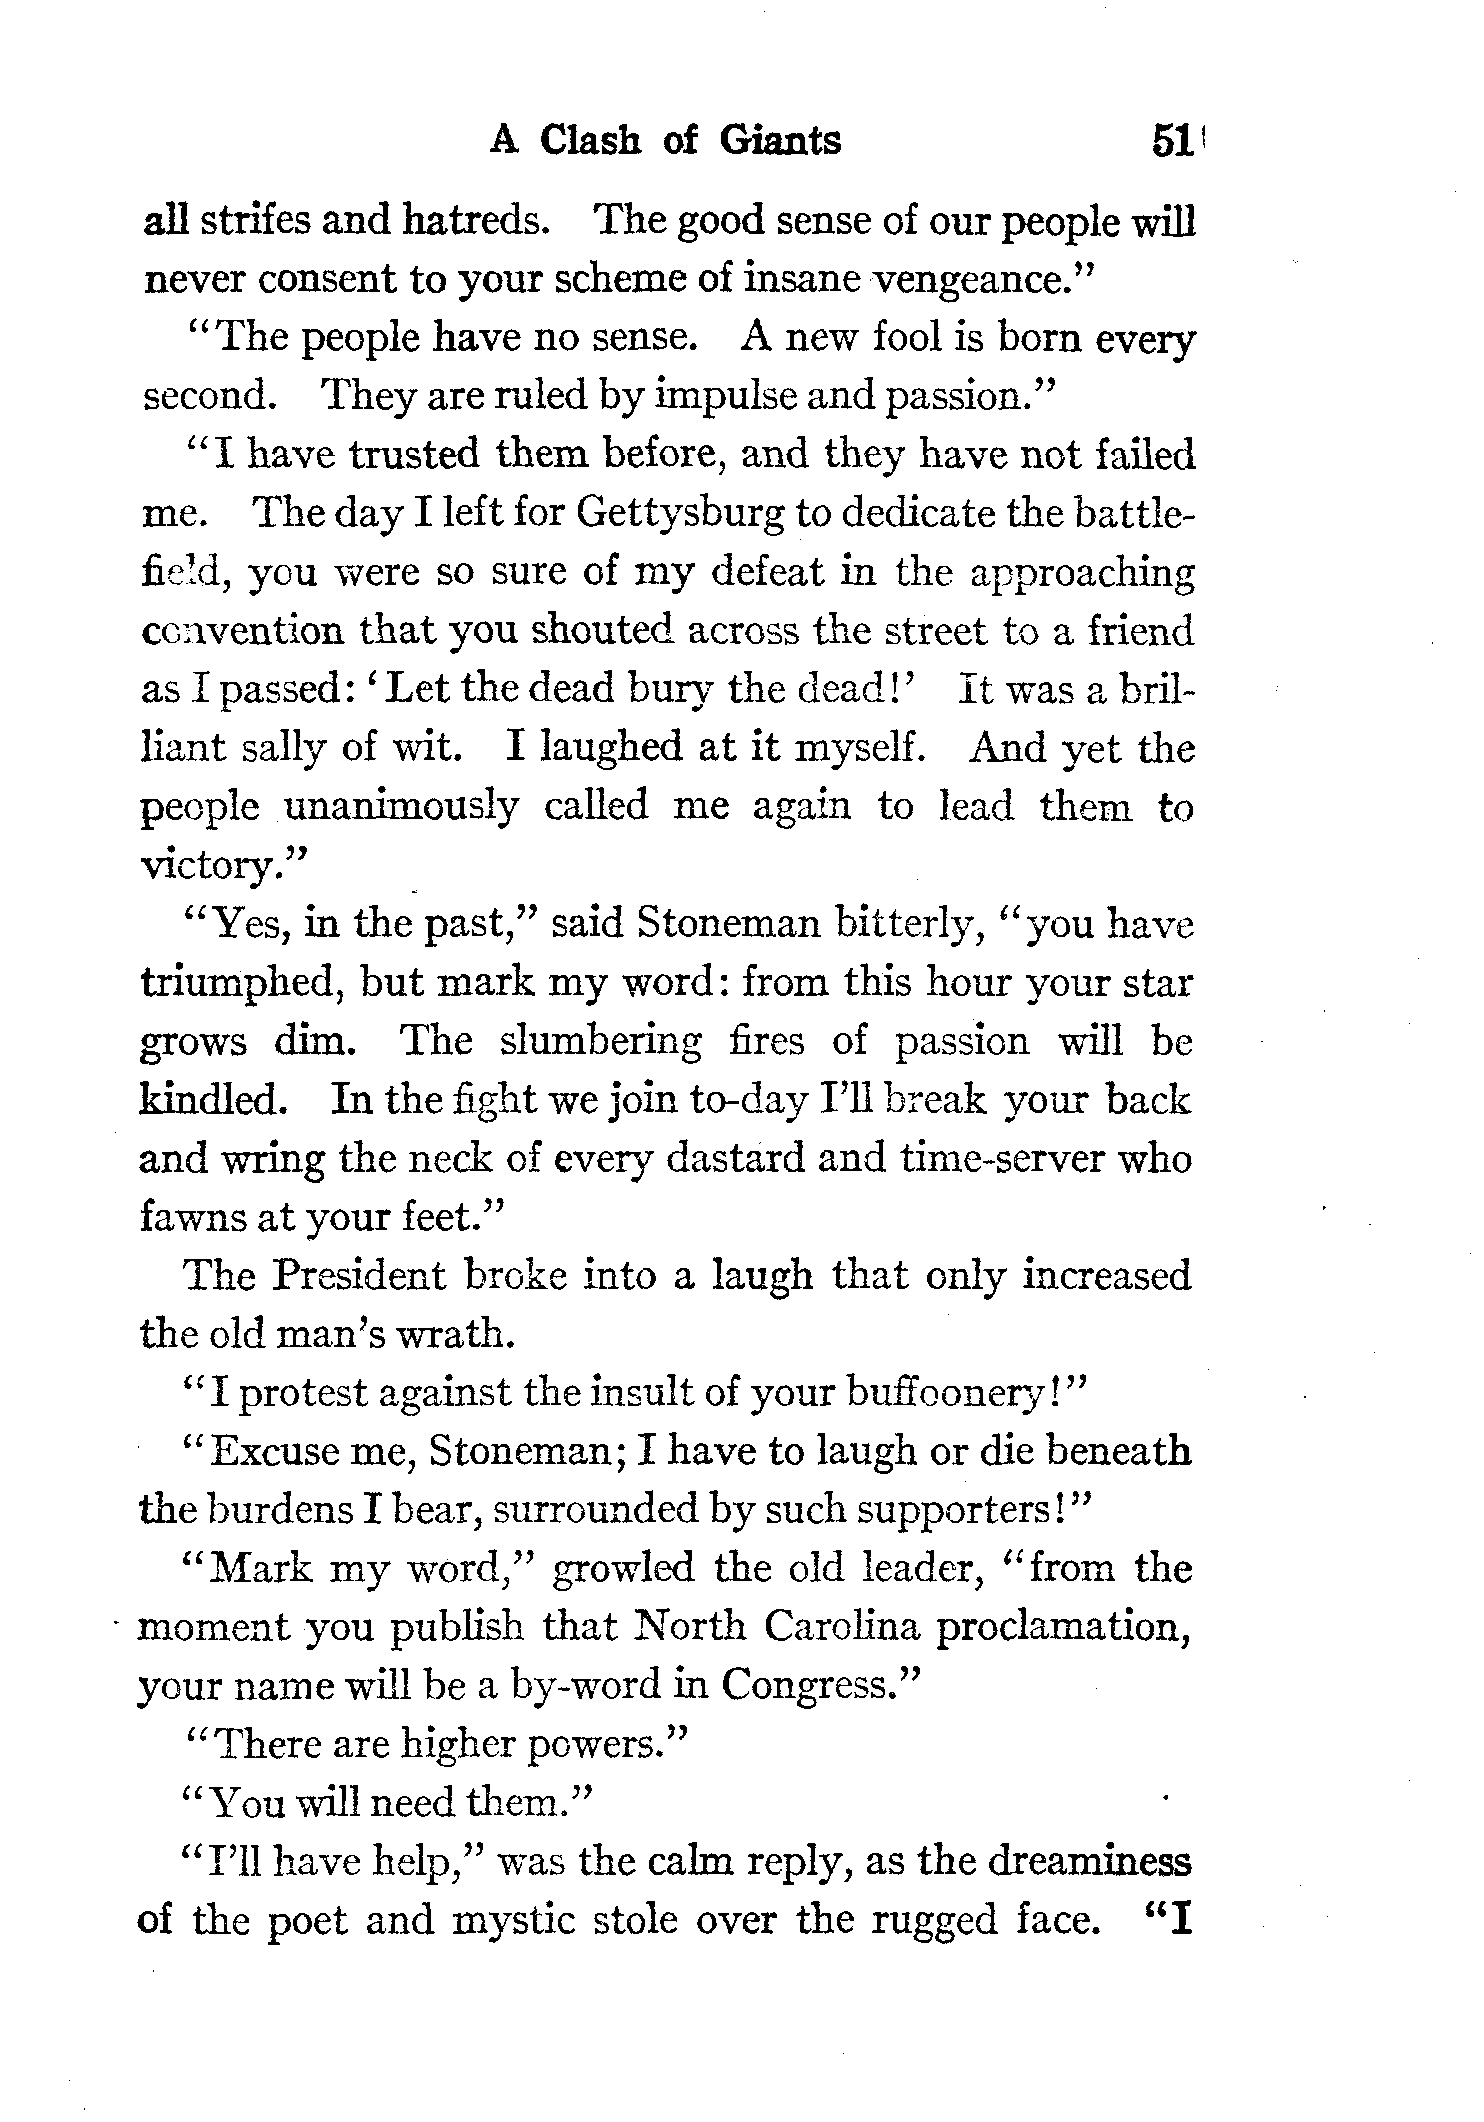 A Clash of Giants 51
all strifes and hatreds. The good sense of our people will
never consent to your scheme of insane vengeance.”
“The people have no sense. A new fool is born every
second. They are ruled by impulse and passion.”
“I have trusted them before, and they have not failed
me. The day I left for Gettysburg to dedicate the battle-
field, you were so sure of my defeat in the approaching
convention that you shouted across the street to a friend
as I passed: ‘Let the dead bury the dead!’ It was a bril-
liant sally of wit. I laughed at it myself. And yet the
people unanimously called me again to lead them to
victory.”
“Yes, in the past,” said Stoneman bitterly, “you have
triumphed, but mark my word: from this hour your star
grows dim. The slumbering fires of passion will be
kindled. In the fight we join to-day I’ll break your back
and wring the neck of every dastard and time-server who
fawns at your feet.”
The President broke into a laugh that only increased
the old man’s wrath.
“I protest against the insult of your buffoonery!”
“Excuse me, Stoneman; I have to laugh or die beneath
the burdens I bear, surrounded by such supporters!”
“Mark my word,” growled the old leader, “from the
moment you publish that North Carolina proclamation,
your name will be a by-word in Congress.”
“There are higher powers.”
“You will need them.”
“I’ll have help,” was the calm reply, as the dreaminess
of the poet and mystic stole over the rugged face. “I